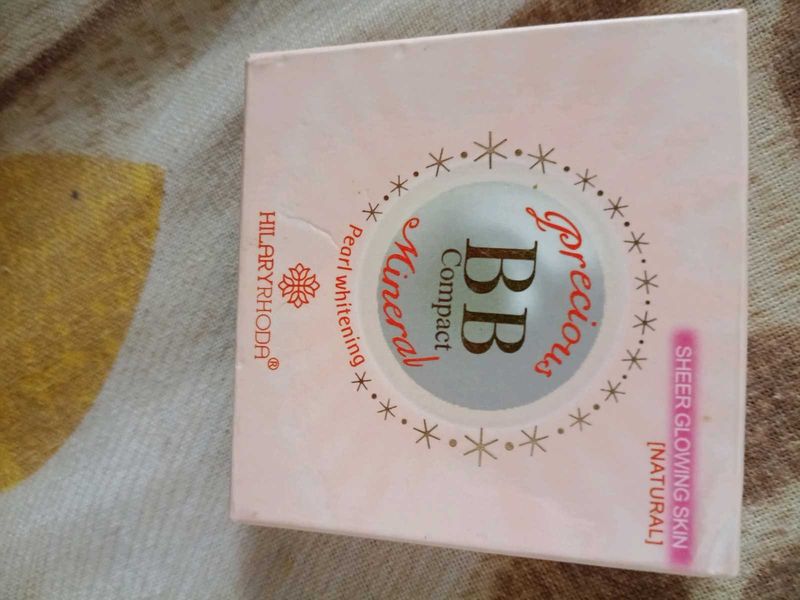 SHEER GLOWING SKIN
[NATURAL]
Precious
BB
Compact
Mineral
Pearl whitening
HILARYRHODA®